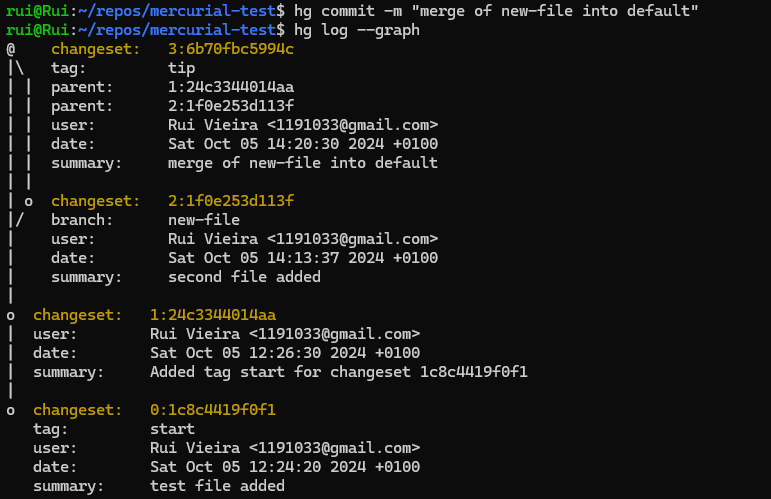 rui@Rui:~/repos/mercurial-test$ hg commit -m "merge of new-file into default"
rui@Rui:~/repos/mercurial-test$ hg log --graph
@    changeset:   3:6b70fbc5994c
|\   tag:         tip
| |  parent:      1:24c3344014aa
| |  parent:      2:1f0e253d113f
| |  user:        Rui Vieira <1191033@gmail.com>
| |  date:        Sat Oct 05 14:20:30 2024 +0100
| |  summary:     merge of new-file into default
| |
| o  changeset:   2:1f0e253d113f
|/   branch:      new-file
|    user:        Rui Vieira <1191033@gmail.com>
|    date:        Sat Oct 05 14:13:37 2024 +0100
|    summary:     second file added
|
o  changeset:   1:24c3344014aa
|  user:        Rui Vieira <1191033@gmail.com>
|  date:        Sat Oct 05 12:26:30 2024 +0100
|  summary:     Added tag start for changeset 1c8c4419f0f1
|
o  changeset:   0:1c8c4419f0f1
   tag:         start
   user:        Rui Vieira <1191033@gmail.com>
   date:        Sat Oct 05 12:24:20 2024 +0100
   summary:     test file added